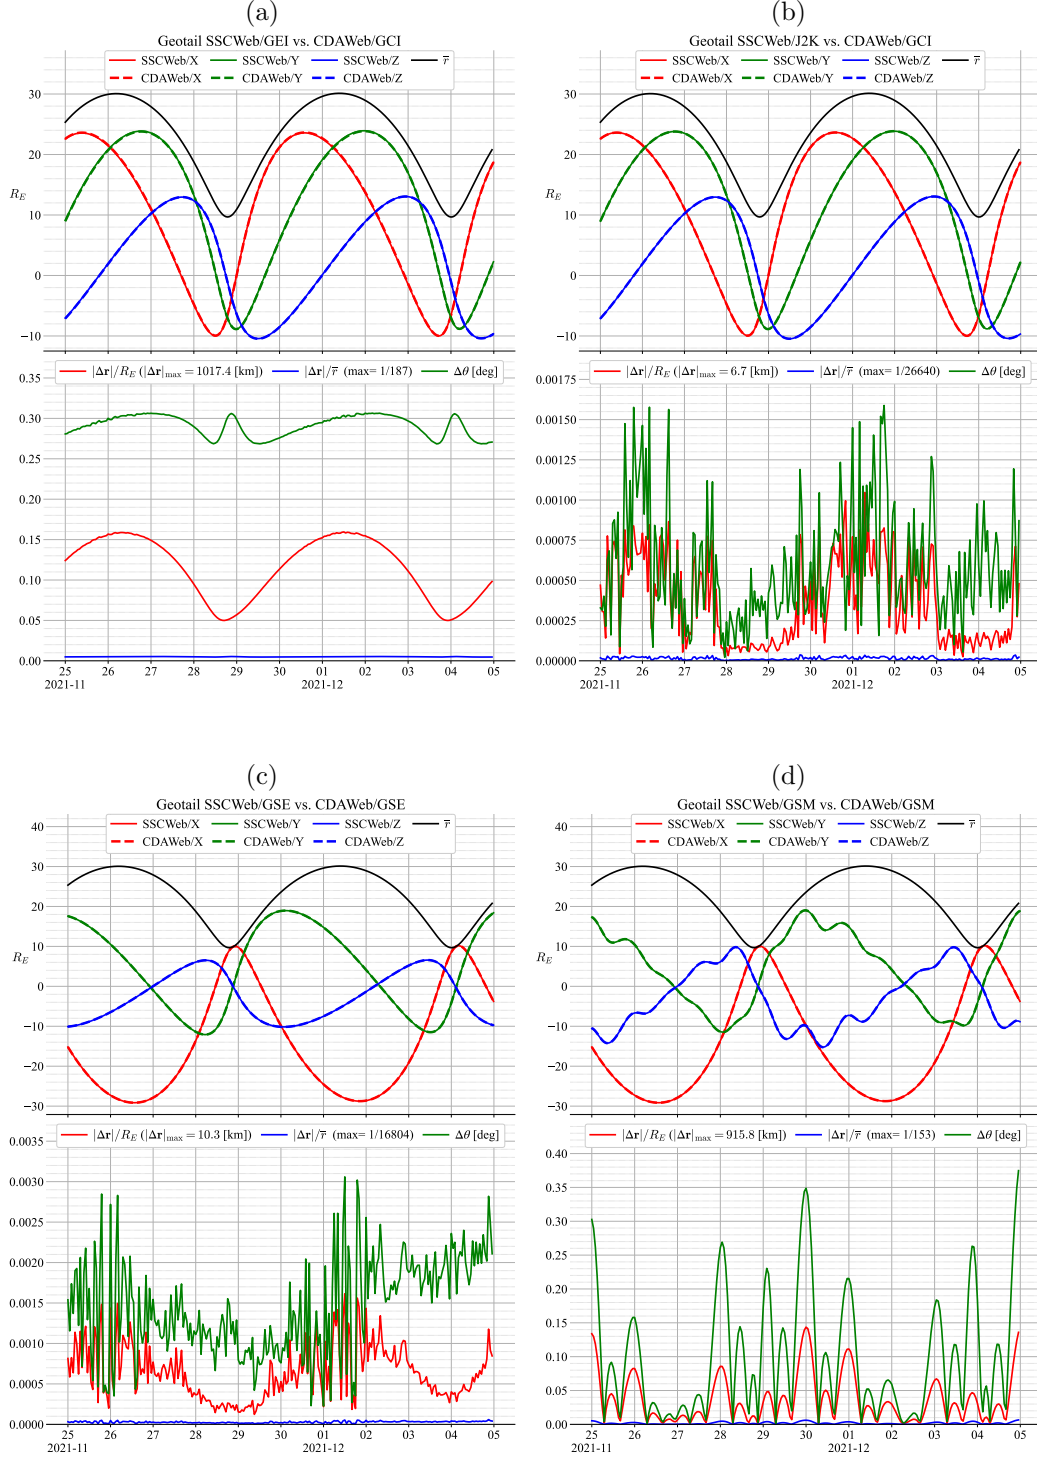 (a)
Geotail SSCWeb/GEI vs. CDAWeb/GCI
SSCWeb/X SSCWeb/Y SSCWeb/Z r̅
CDAWeb/X CDAWeb/Y CDAWeb/Z
30
20
R_E
10
0
−10
|Δr|/R_E (|Δr|max = 1017.4 [km]) |Δr|/r̅ (max= 1/187) Δθ [deg]
0.35
0.30
0.25
0.20
0.15
0.10
0.05
0.00
25 26 27 28 29 30 01 02 03 04 05
2021-11 2021-12
(b)
Geotail SSCWeb/J2K vs. CDAWeb/GCI
SSCWeb/X SSCWeb/Y SSCWeb/Z r̅
CDAWeb/X CDAWeb/Y CDAWeb/Z
30
20
R_E
10
0
−10
|Δr|/R_E (|Δr|max = 6.7 [km]) |Δr|/r̅ (max= 1/26640) Δθ [deg]
0.00175
0.00150
0.00125
0.00100
0.00075
0.00050
0.00025
0.00000
25 26 27 28 29 30 01 02 03 04 05
2021-11 2021-12
(c)
Geotail SSCWeb/GSE vs. CDAWeb/GSE
SSCWeb/X SSCWeb/Y SSCWeb/Z r̅
CDAWeb/X CDAWeb/Y CDAWeb/Z
40
30
20
10
R_E
0
−10
−20
−30
|Δr|/R_E (|Δr|max = 10.3 [km]) |Δr|/r̅ (max= 1/16804) Δθ [deg]
0.0035
0.0030
0.0025
0.0020
0.0015
0.0010
0.0005
0.0000
25 26 27 28 29 30 01 02 03 04 05
2021-11 2021-12
(d)
Geotail SSCWeb/GSM vs. CDAWeb/GSM
SSCWeb/X SSCWeb/Y SSCWeb/Z r̅
CDAWeb/X CDAWeb/Y CDAWeb/Z
40
30
20
10
R_E
0
−10
−20
−30
|Δr|/R_E (|Δr|max = 915.8 [km]) |Δr|/r̅ (max= 1/153) Δθ [deg]
0.40
0.35
0.30
0.25
0.20
0.15
0.10
0.05
0.00
25 26 27 28 29 30 01 02 03 04 05
2021-11 2021-12